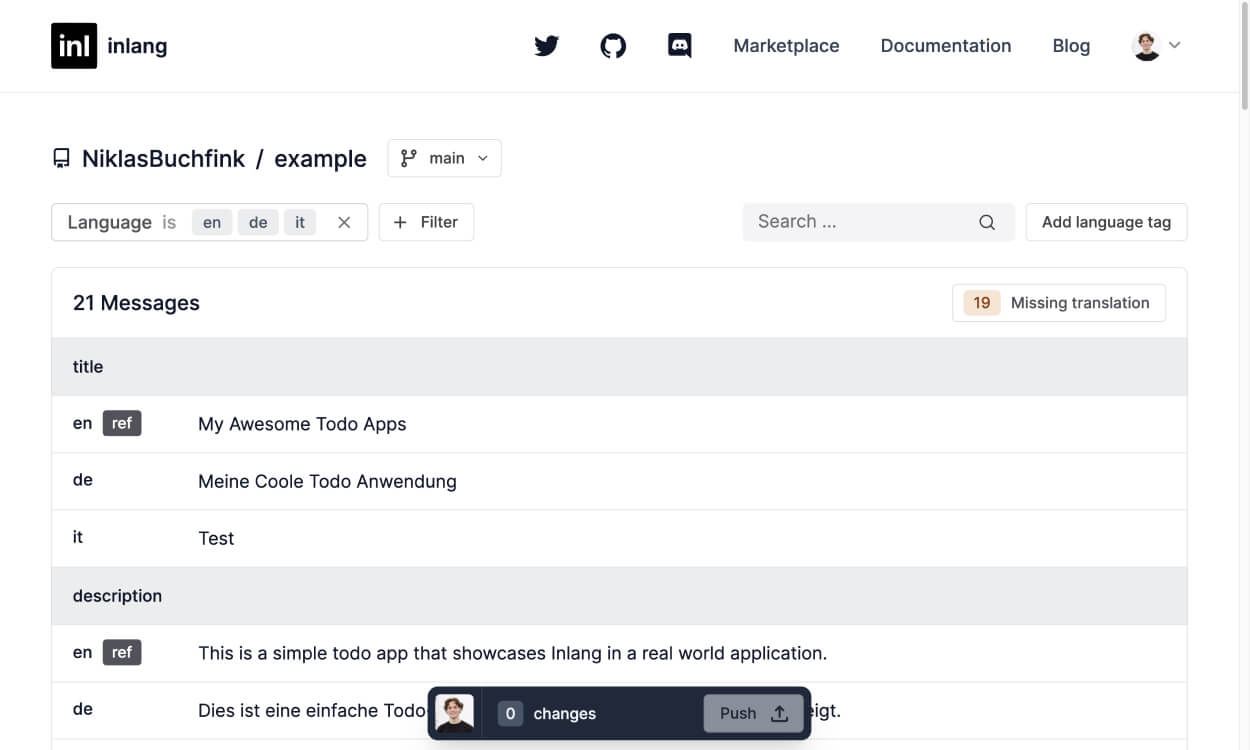 inl inlang Marketplace Documentation Blog
NiklasBuchfink / example main
Language is en de it + Filter Search ... Add language tag
21 Messages 19 Missing translation
title
en ref My Awesome Todo Apps
de Meine Coole Todo Anwendung
it Test
description
en ref This is a simple todo app that showcases Inlang in a real world application.
de Dies ist eine einfache Todo
0 changes Push